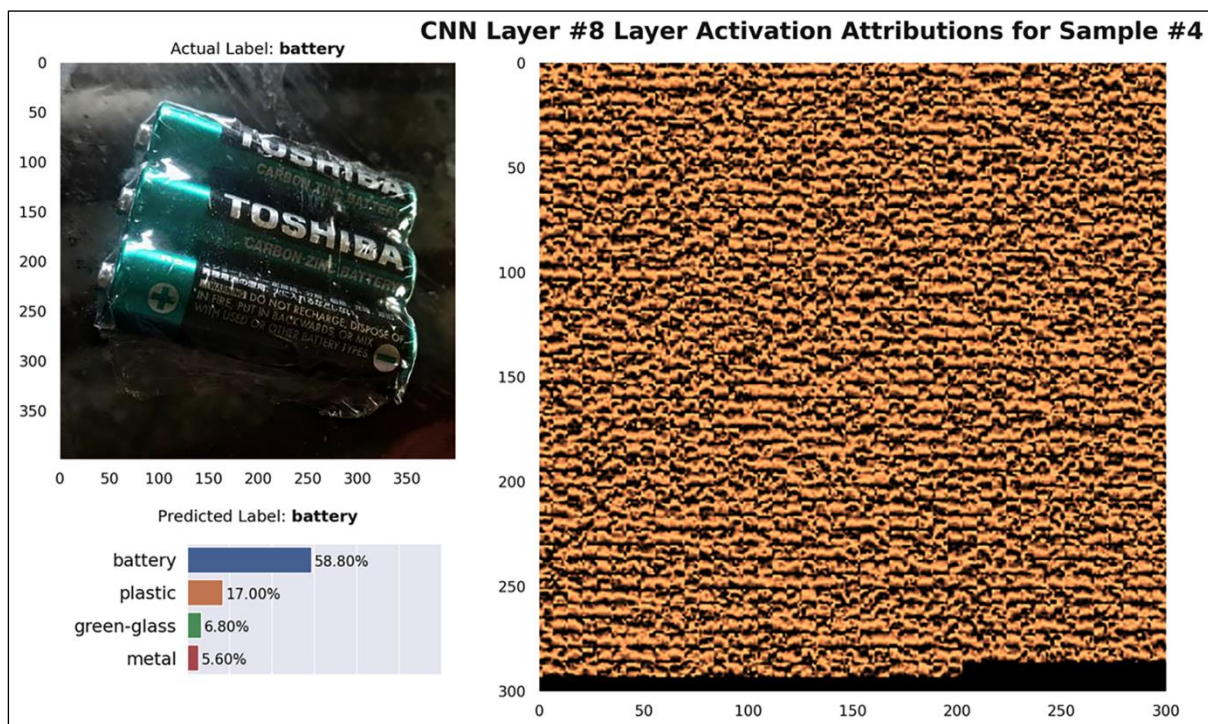 CNN Layer #8 Layer Activation Attributions for Sample #4
Actual Label: battery
0
50
100
150
200
250
300
350
0 50 100 150 200 250 300 350
TOSHIBA
CARBON-ZINC BATTERY
TOSHIBA
CARBON-ZINC BATTERY
DO NOT RECHARGE, DISPOSE OF
IN FIRE, PUT IN BACKWARDS, OR MIX
WITH USED OR OTHER BATTERY TYPES
Predicted Label: battery
battery 58.80%
plastic 17.00%
green-glass 6.80%
metal 5.60%
0
50
100
150
200
250
300
0 50 100 150 200 250 300